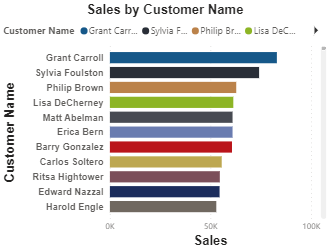 Sales by Customer Name
Customer Name Grant Carr... Sylvia F... Philip Br... Lisa DeC...
Customer Name
Grant Carroll
Sylvia Foulston
Philip Brown
Lisa DeCherney
Matt Abelman
Erica Bern
Barry Gonzalez
Carlos Soltero
Ritsa Hightower
Edward Nazzal
Harold Engle
0K 50K 100K
Sales